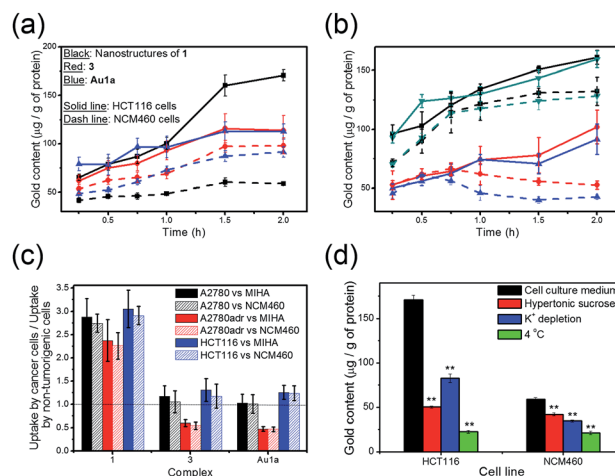 (a)
Black: Nanostructures of 1
Red: 3
Blue: Au1a
Solid line: HCT116 cells
Dash line: NCM460 cells
Gold content (μg / g of protein)
200
150
100
50
0.5
1.0
1.5
2.0
Time (h)
(b)
Gold content (μg / g of protein)
200
150
100
50
0.5
1.0
1.5
2.0
Time (h)
(c)
A2780 vs MIHA
A2780 vs NCM460
A2780adr vs MIHA
A2780adr vs NCM460
HCT116 vs MIHA
HCT116 vs NCM460
Uptake by cancer cells / Uptake
by non-tumorigenic cells
3.0
2.5
2.0
1.5
1.0
0.5
0.0
1
3
Au1a
Complex
(d)
Cell culture medium
Hypertonic sucrose
K⁺ depletion
4 °C
Gold content (μg / g of protein)
200
150
100
50
0
**
**
**
**
**
**
HCT116
NCM460
Cell line